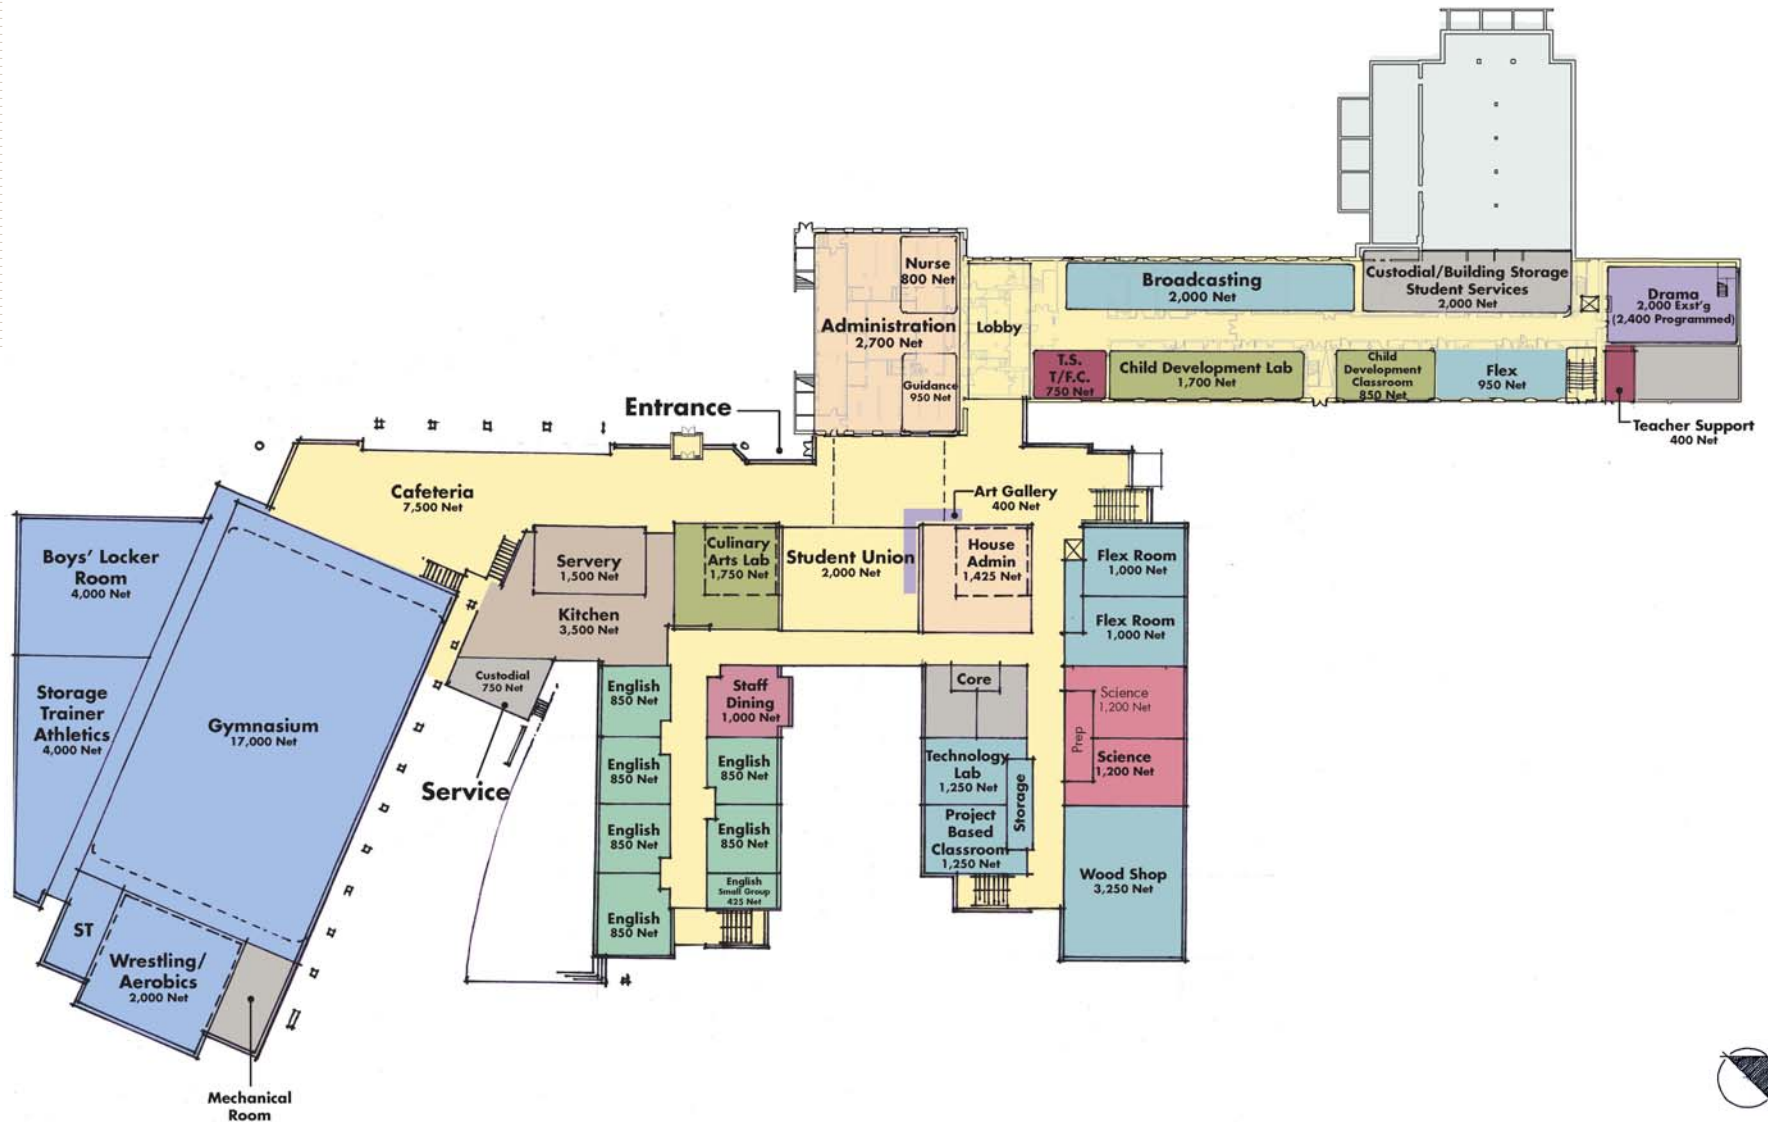 Nurse
800 Net
Administration
2,700 Net
Guidance
950 Net
Lobby
Broadcasting
2,000 Net
Custodial/Building Storage
Student Services
2,000 Net
Drama
2,000 Exst'g
(2,400 Programmed)
T.S.
T/F.C.
750 Net
Child Development Lab
1,700 Net
Child
Development
Classroom
850 Net
Flex
950 Net
Teacher Support
400 Net
Entrance
Cafeteria
7,500 Net
Art Gallery
400 Net
Boys' Locker
Room
4,000 Net
Servery
1,500 Net
Kitchen
3,500 Net
Culinary
Arts Lab
1,750 Net
Student Union
2,000 Net
House
Admin
1,425 Net
Flex Room
1,000 Net
Flex Room
1,000 Net
Custodial
750 Net
Storage
Trainer
Athletics
4,000 Net
Gymnasium
17,000 Net
Service
English
850 Net
Staff
Dining
1,000 Net
English
850 Net
English
850 Net
English
850 Net
English
850 Net
English
Small Group
425 Net
English
850 Net
Core
Technology
Lab
1,250 Net
Storage
Project
Based
Classroom
1,250 Net
Science
1,200 Net
Prep
Science
1,200 Net
Wood Shop
3,250 Net
ST
Wrestling/
Aerobics
2,000 Net
Mechanical
Room